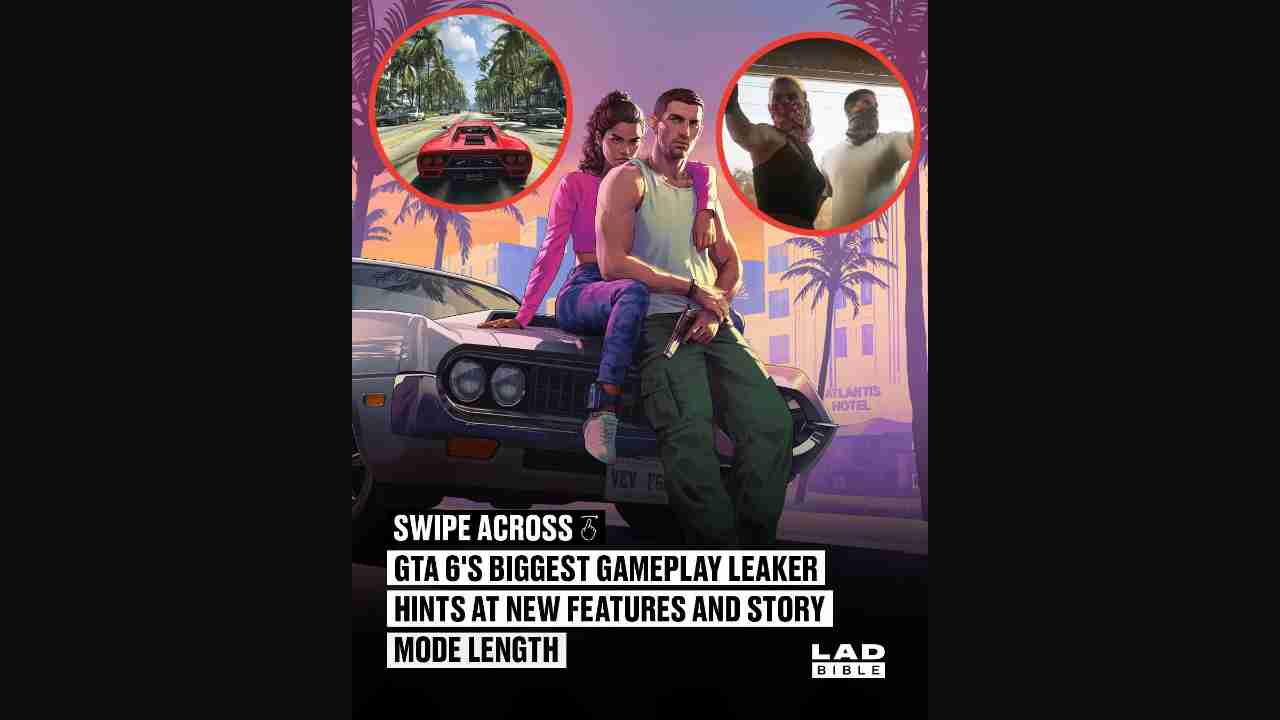 ATLANTIS
HOTEL
SWIPE ACROSS
GTA 6'S BIGGEST GAMEPLAY LEAKER
HINTS AT NEW FEATURES AND STORY
MODE LENGTH
LAD
BIBLE